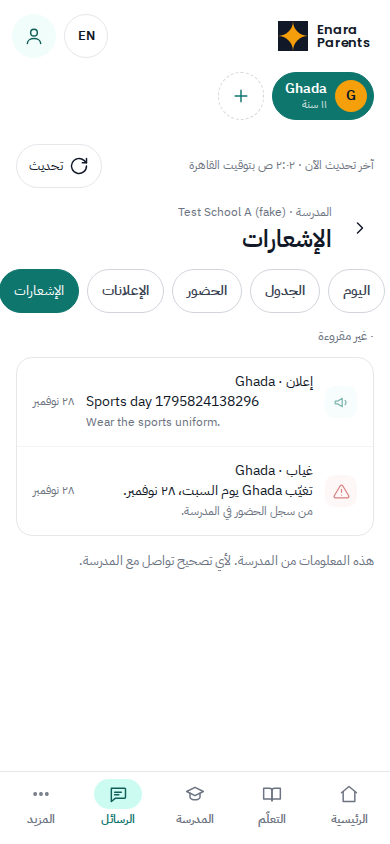 Enara
Parents
EN
G
Ghada
١١ سنة
آخر تحديث الآن · ٢:٠٢ ص بتوقيت القاهرة
تحديث
المدرسة · Test School A (fake)
الإشعارات
اليوم
الجدول
الحضور
الإعلانات
الإشعارات
٠ غير مقروءة
إعلان · Ghada
Sports day 1795824138296
Wear the sports uniform.
٢٨ نوفمبر
غياب · Ghada
تغيّب Ghada يوم السبت، ٢٨ نوفمبر.
من سجل الحضور في المدرسة.
٢٨ نوفمبر
هذه المعلومات من المدرسة. لأي تصحيح تواصل مع المدرسة.
الرئيسية
التعلّم
المدرسة
الرسائل
المزيد